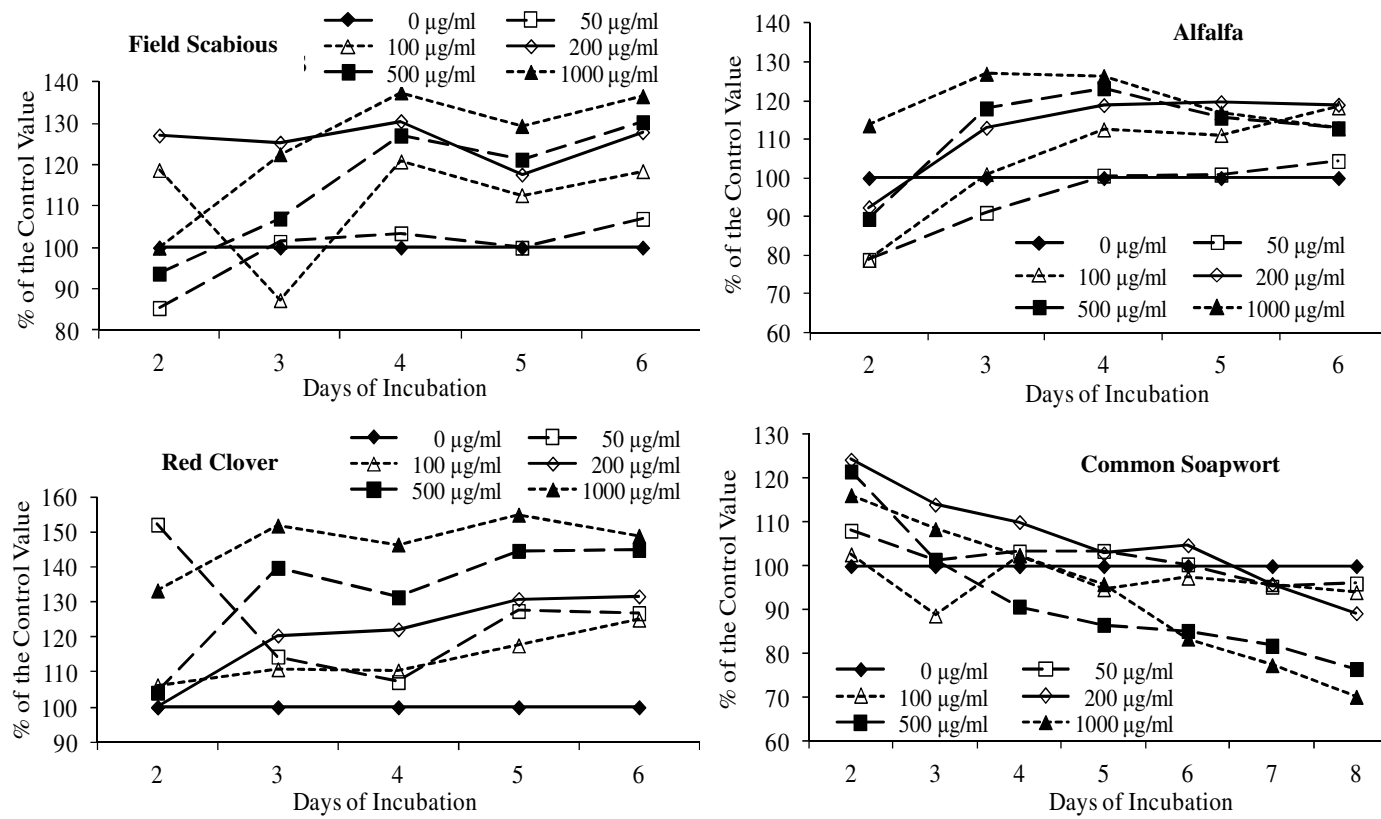 Field Scabious
0 µg/ml 50 µg/ml
100 µg/ml 200 µg/ml
500 µg/ml 1000 µg/ml
% of the Control Value
140
130
120
110
100
90
80
2 3 4 5 6
Days of Incubation
Alfalfa
% of the Control Value
140
130
120
110
100
90
80
70
60
0 µg/ml 50 µg/ml
100 µg/ml 200 µg/ml
500 µg/ml 1000 µg/ml
2 3 4 5 6
Days of Incubation
Red Clover
0 µg/ml 50 µg/ml
100 µg/ml 200 µg/ml
500 µg/ml 1000 µg/ml
% of the Control Value
160
150
140
130
120
110
100
90
2 3 4 5 6
Days of Incubation
Common Soapwort
% of the Control Value
130
120
110
100
90
80
70
60
0 µg/ml 50 µg/ml
100 µg/ml 200 µg/ml
500 µg/ml 1000 µg/ml
2 3 4 5 6 7 8
Days of Incubation